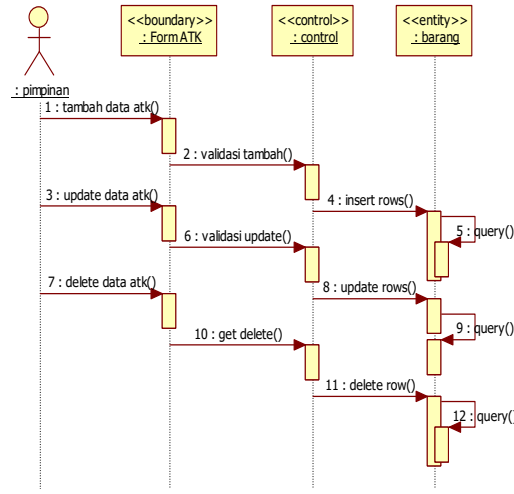 <<boundary>>
: Form ATK
<<control>>
: control
<<entity>>
: barang
: pimpinan
1 : tambah data atk()
2 : validasi tambah()
3 : update data atk()
4 : insert rows()
5 : query()
6 : validasi update()
7 : delete data atk()
8 : update rows()
9 : query()
10 : get delete()
11 : delete row()
12 : query()